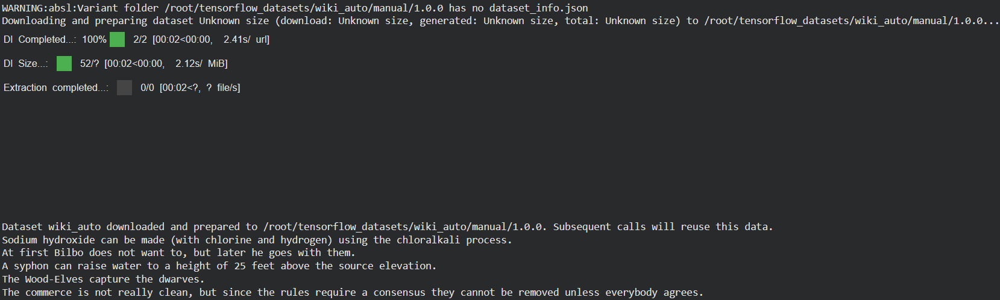 WARNING:absl:Variant folder /root/tensorflow_datasets/wiki_auto/manual/1.0.0 has no dataset_info.json
Downloading and preparing dataset Unknown size (download: Unknown size, generated: Unknown size, total: Unknown size) to /root/tensorflow_datasets/wiki_auto/manual/1.0.0...
Dl Completed...: 100% 2/2 [00:02<00:00, 2.41s/ url]
Dl Size...: 52/? [00:02<00:00, 2.12s/ MiB]
Extraction completed...: 0/0 [00:02<?, ? file/s]
Dataset wiki_auto downloaded and prepared to /root/tensorflow_datasets/wiki_auto/manual/1.0.0. Subsequent calls will reuse this data.
Sodium hydroxide can be made (with chlorine and hydrogen) using the chloralkali process.
At first Bilbo does not want to, but later he goes with them.
A syphon can raise water to a height of 25 feet above the source elevation.
The Wood-Elves capture the dwarves.
The commerce is not really clean, but since the rules require a consensus they cannot be removed unless everybody agrees.